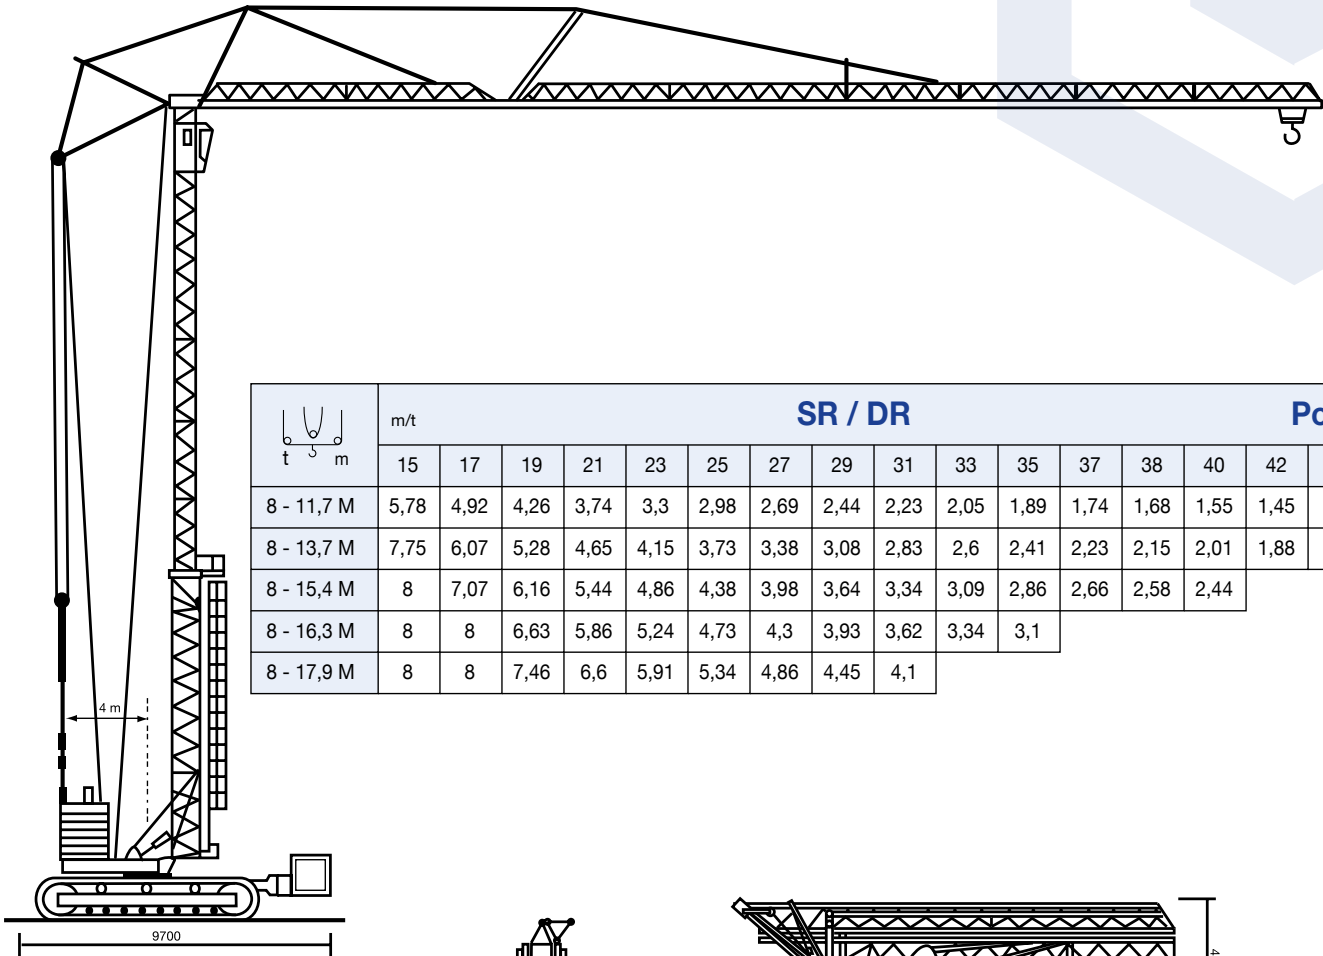 m/t SR / DR
t m 15 17 19 21 23 25 27 29 31 33 35 37 38 40 42
8 - 11,7 M 5,78 4,92 4,26 3,74 3,3 2,98 2,69 2,44 2,23 2,05 1,89 1,74 1,68 1,55 1,45
8 - 13,7 M 7,75 6,07 5,28 4,65 4,15 3,73 3,38 3,08 2,83 2,6 2,41 2,23 2,15 2,01 1,88
8 - 15,4 M 8 7,07 6,16 5,44 4,86 4,38 3,98 3,64 3,34 3,09 2,86 2,66 2,58 2,44
8 - 16,3 M 8 8 6,63 5,86 5,24 4,73 4,3 3,93 3,62 3,34 3,1
8 - 17,9 M 8 8 7,46 6,6 5,91 5,34 4,86 4,45 4,1
4 m
9700